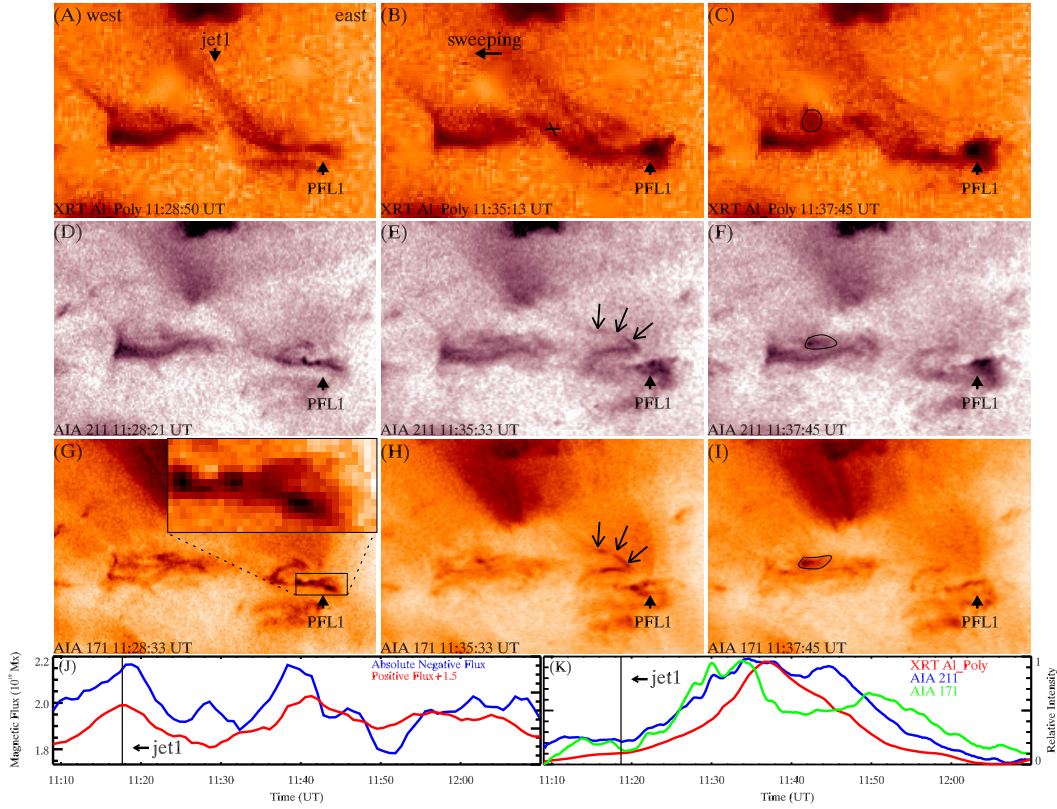 (A) west east
jet1
PFL1
XRT Al_Poly 11:28:50 UT
(B)
sweeping
PFL1
XRT Al_Poly 11:35:13 UT
(C)
PFL1
XRT Al_Poly 11:37:45 UT
(D)
PFL1
AIA 211 11:28:21 UT
(E)
PFL1
AIA 211 11:35:33 UT
(F)
PFL1
AIA 211 11:37:45 UT
(G)
PFL1
AIA 171 11:28:33 UT
(H)
PFL1
AIA 171 11:35:33 UT
(I)
PFL1
AIA 171 11:37:45 UT
(J)
Absolute Negative Flux
Positive Flux+1.5
jet1
Magnetic Flux (10¹⁹ Mx)
2.2
2.0
1.8
11:10 11:20 11:30 11:40 11:50 12:00
Time (UT)
(K)
jet1
XRT Al_Poly
AIA 211
AIA 171
1
0
Relative Intensity
11:10 11:20 11:30 11:40 11:50 12:00
Time (UT)